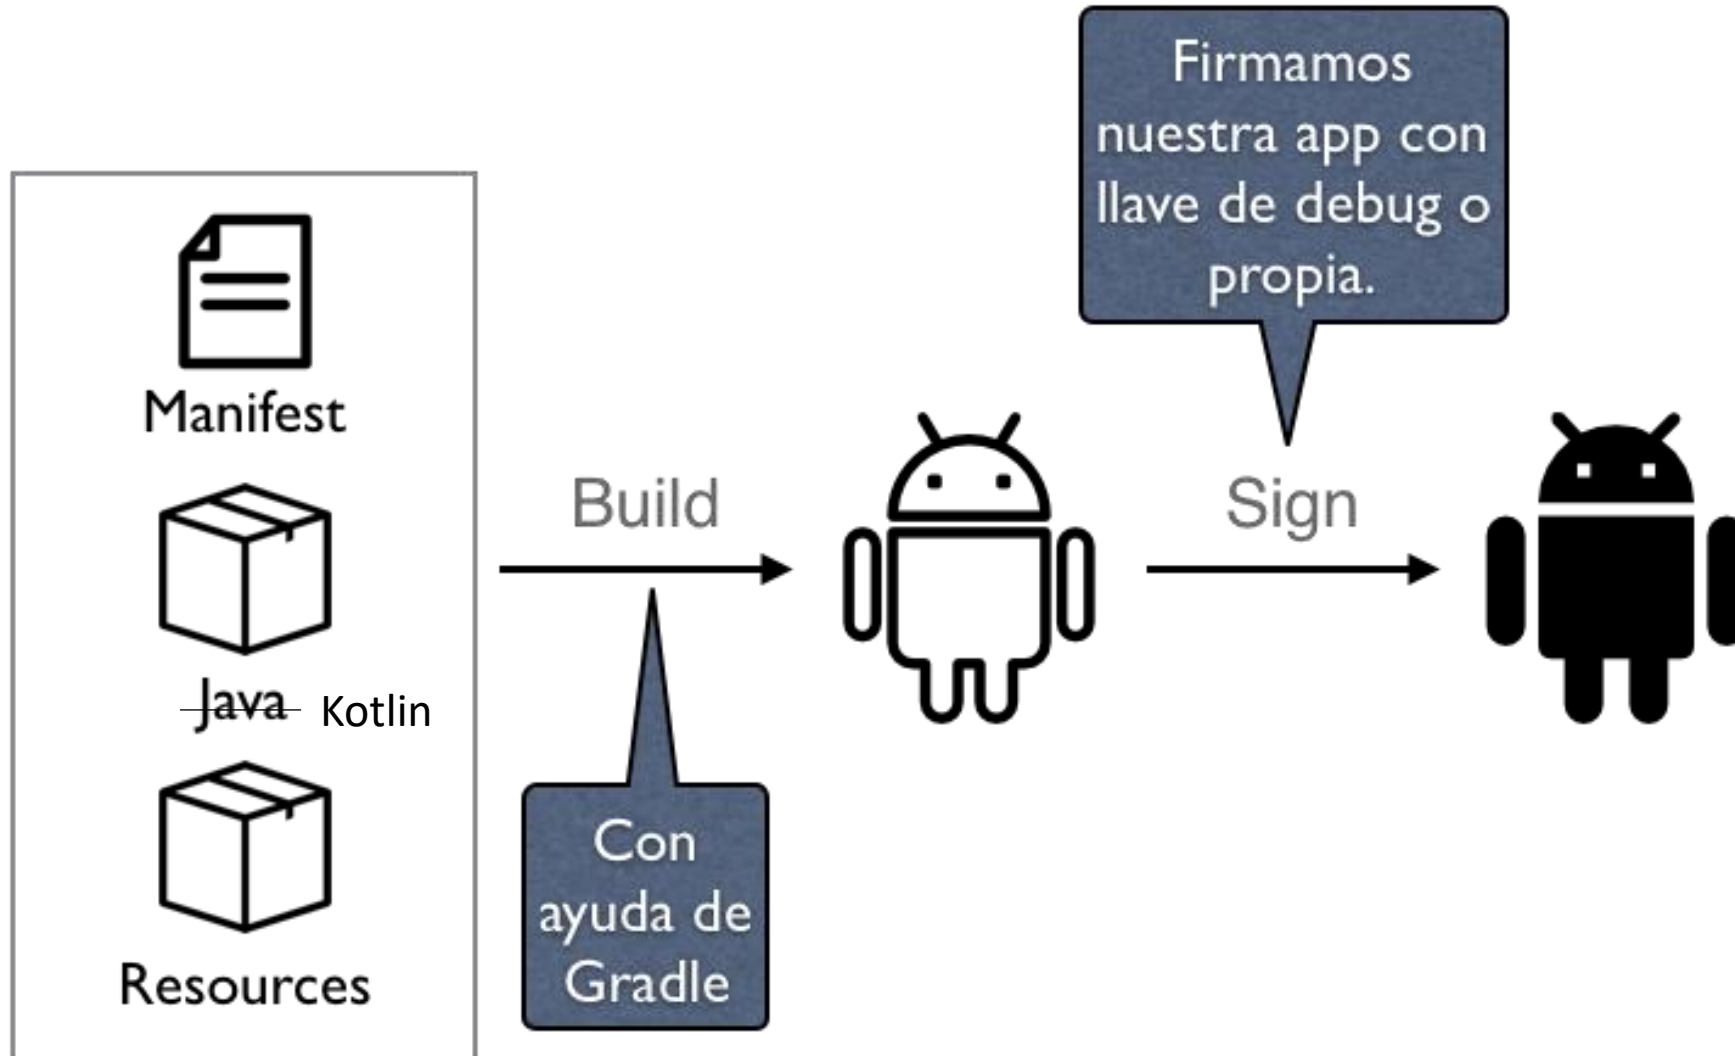 Firmamos
nuestra app con
llave de debug o
propia.
Manifest
Build
Sign
Java Kotlin
Con
ayuda de
Gradle
Resources